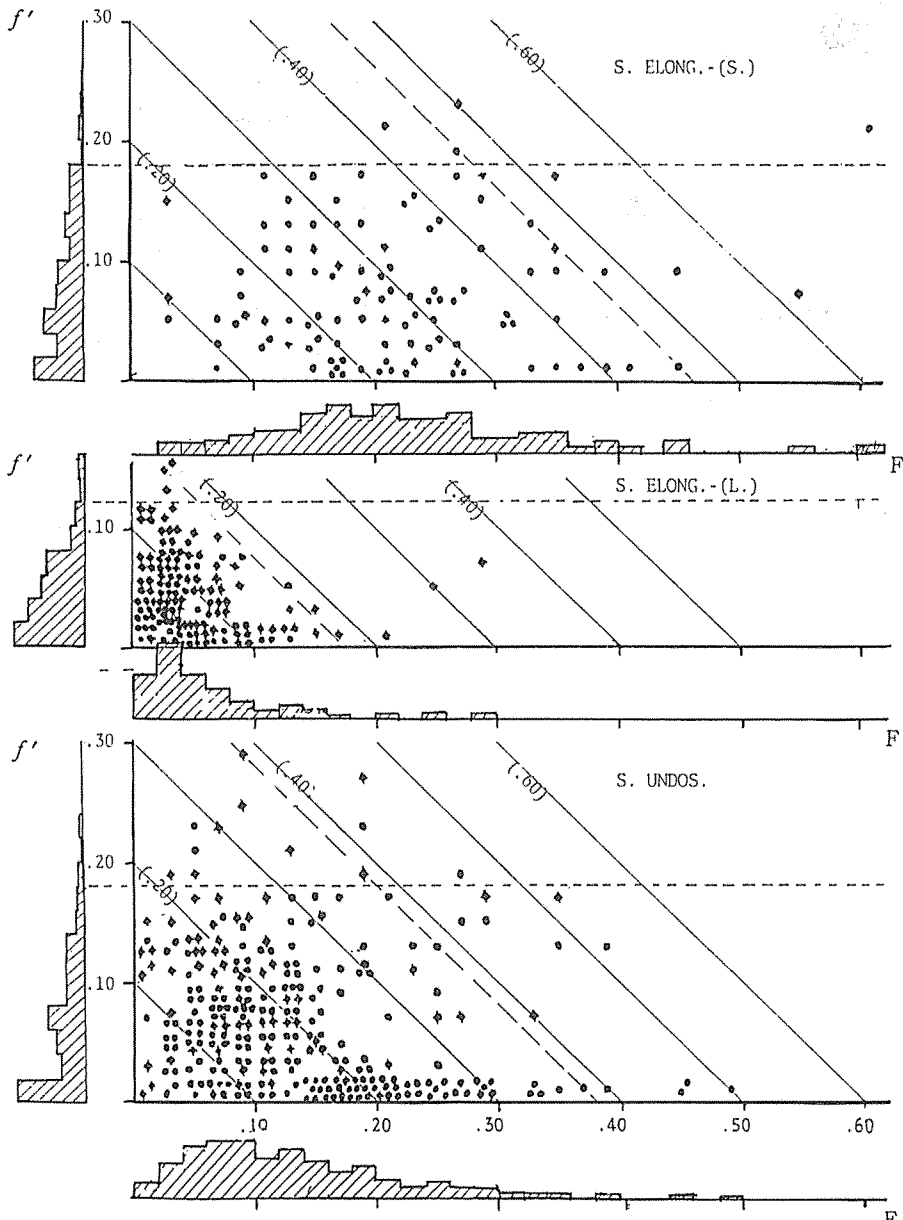 f'
.30
(.40)
(.60)
S. ELONG.-(S.)
.20
(.20)
.10
F
f'
(.20)
S. ELONG.-(L.)
(.40)
.10
F
f'
.30
(.40)
(.60)
S. UNDOS.
.20
(.20)
.10
.10
.20
.30
.40
.50
.60
F